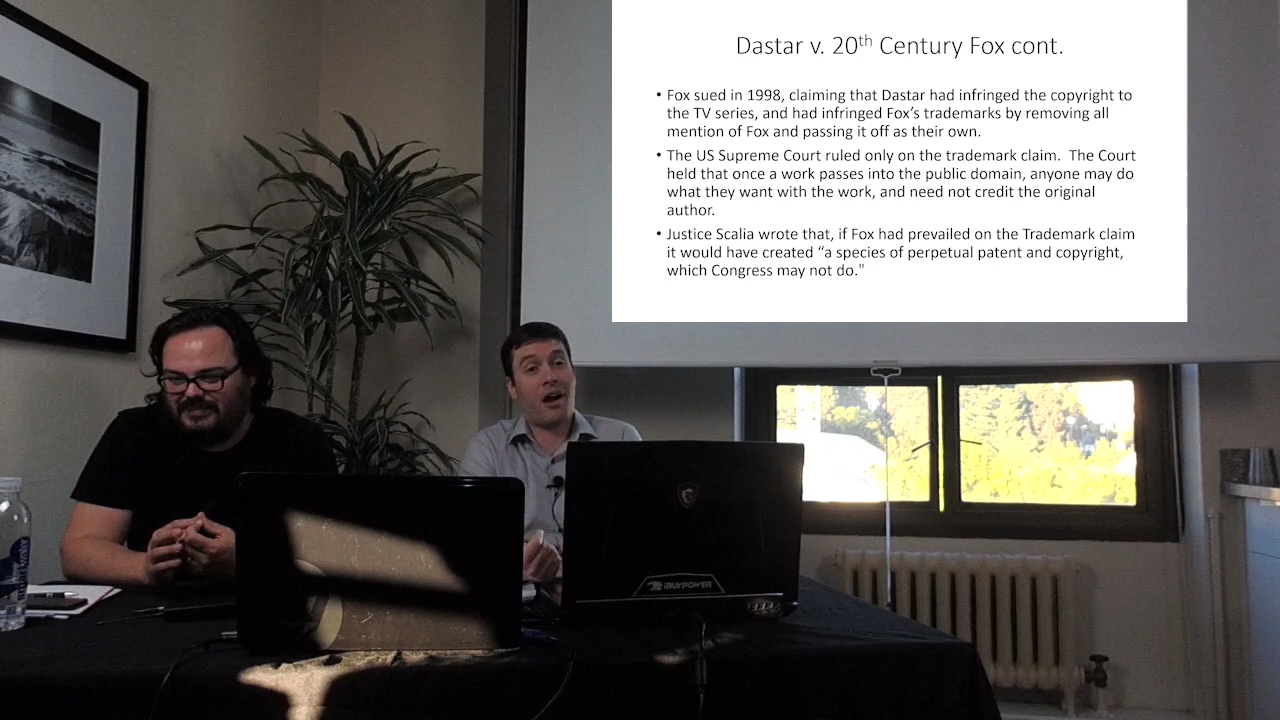 Dastar v. 20th Century Fox cont.
• Fox sued in 1998, claiming that Dastar had infringed the copyright to
the TV series, and had infringed Fox’s trademarks by removing all
mention of Fox and passing it off as their own.
• The US Supreme Court ruled only on the trademark claim.  The Court
held that once a work passes into the public domain, anyone may do
what they want with the work, and need not credit the original
author.
• Justice Scalia wrote that, if Fox had prevailed on the Trademark claim
it would have created “a species of perpetual patent and copyright,
which Congress may not do."
iBUYPOWER